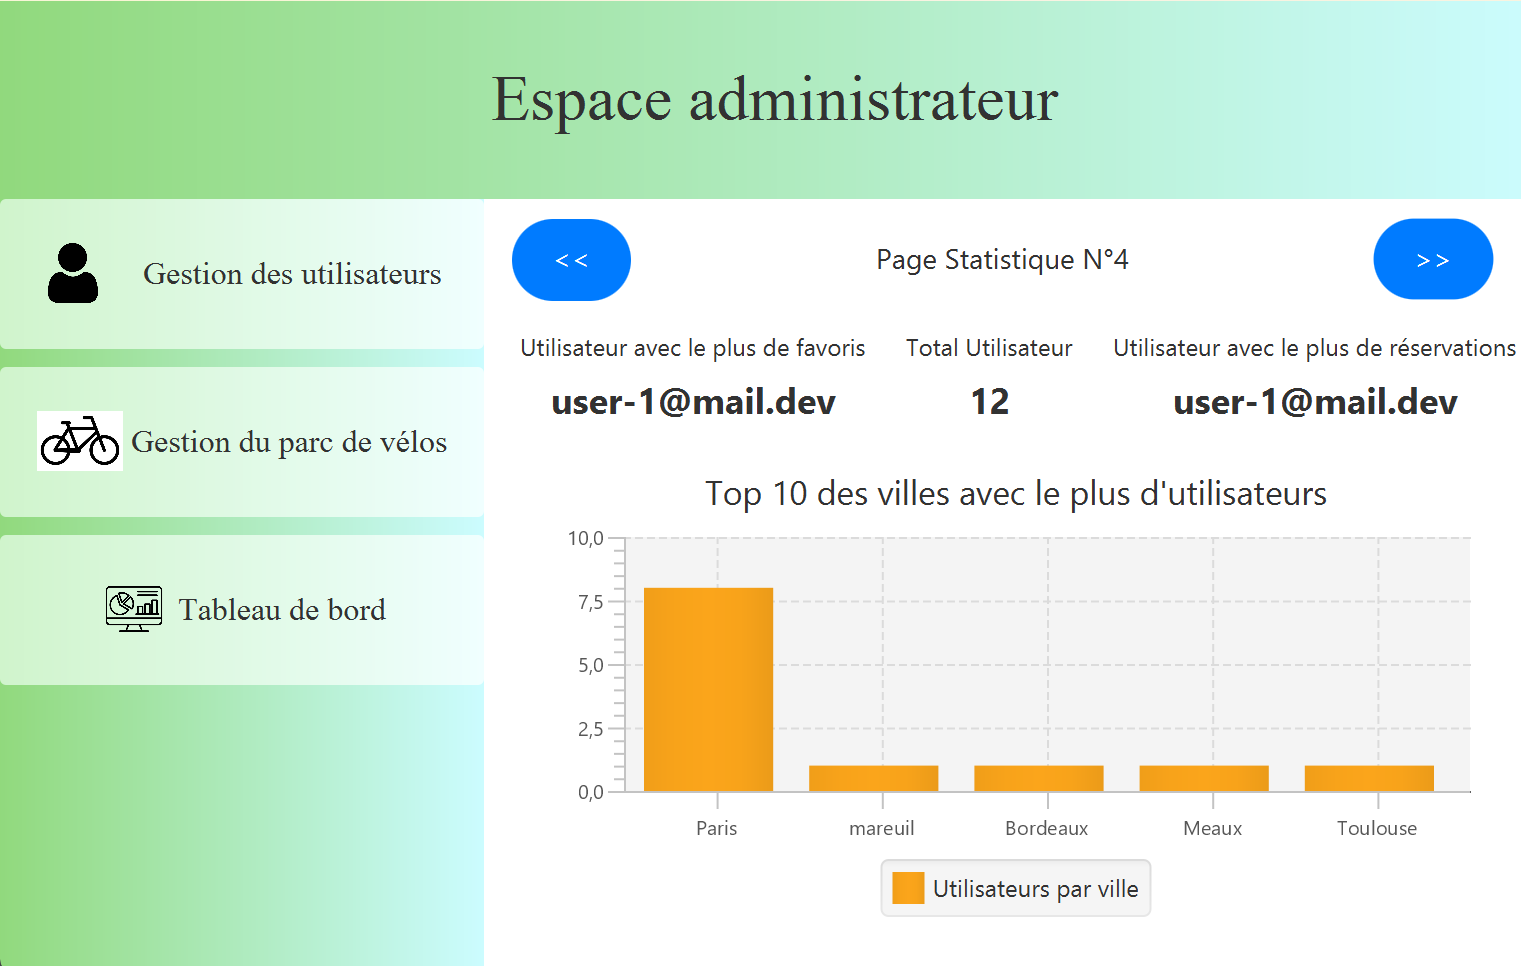 Espace administrateur
Gestion des utilisateurs
Gestion du parc de vélos
Tableau de bord
<<
Page Statistique N°4
>>
Utilisateur avec le plus de favoris
user-1@mail.dev
Total Utilisateur
12
Utilisateur avec le plus de réservations
user-1@mail.dev
Top 10 des villes avec le plus d'utilisateurs
10,0
7,5
5,0
2,5
0,0
Paris
mareuil
Bordeaux
Meaux
Toulouse
Utilisateurs par ville